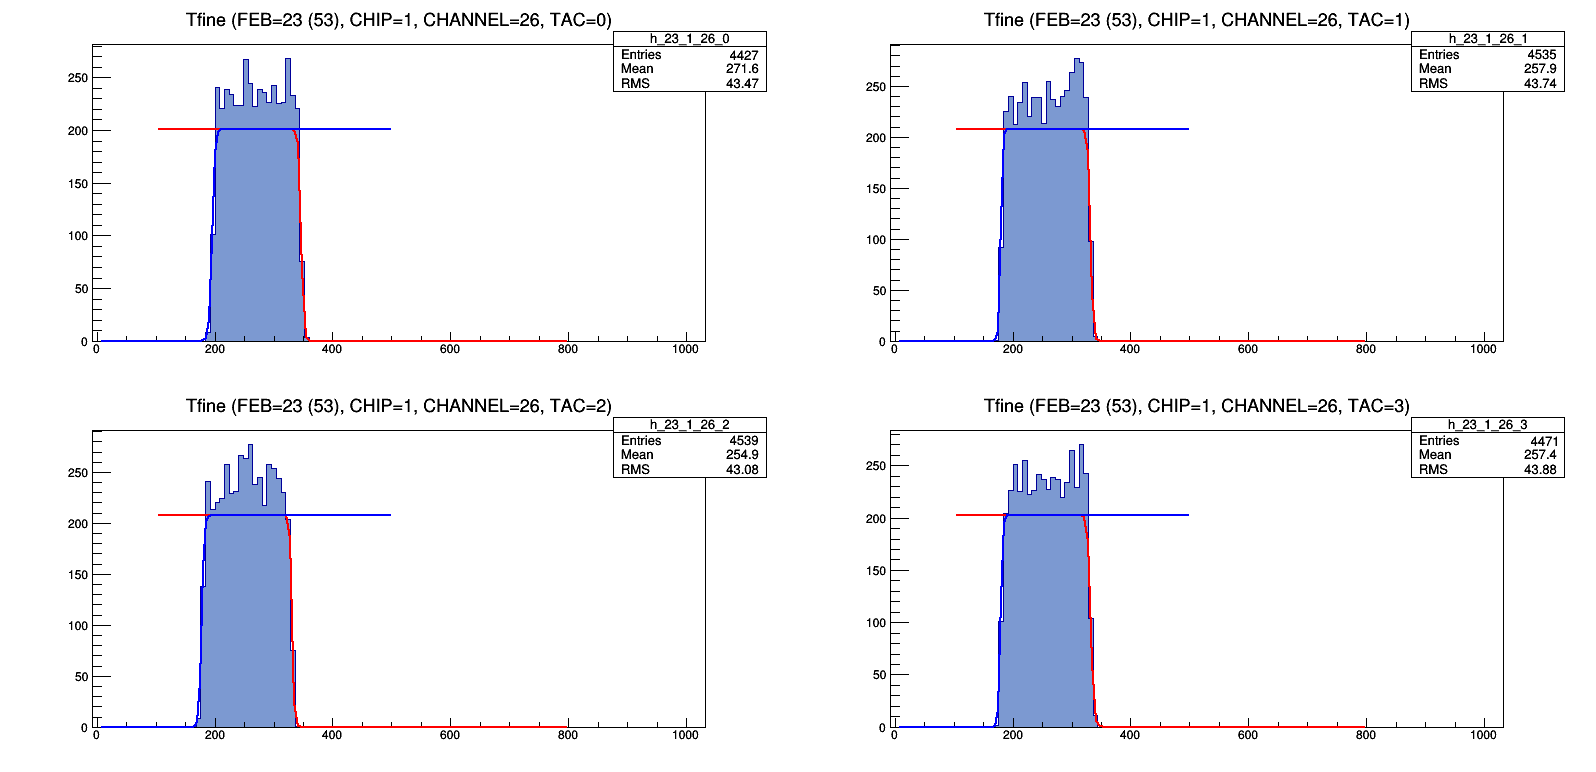 Tfine (FEB=23 (53), CHIP=1, CHANNEL=26, TAC=0)
h_23_1_26_0
Entries 4427
Mean 271.6
RMS 43.47
250
200
150
100
50
0
0 200 400 600 800 1000
Tfine (FEB=23 (53), CHIP=1, CHANNEL=26, TAC=1)
h_23_1_26_1
Entries 4535
Mean 257.9
RMS 43.74
250
200
150
100
50
0
0 200 400 600 800 1000
Tfine (FEB=23 (53), CHIP=1, CHANNEL=26, TAC=2)
h_23_1_26_2
Entries 4539
Mean 254.9
RMS 43.08
250
200
150
100
50
0
0 200 400 600 800 1000
Tfine (FEB=23 (53), CHIP=1, CHANNEL=26, TAC=3)
h_23_1_26_3
Entries 4471
Mean 257.4
RMS 43.88
250
200
150
100
50
0
0 200 400 600 800 1000